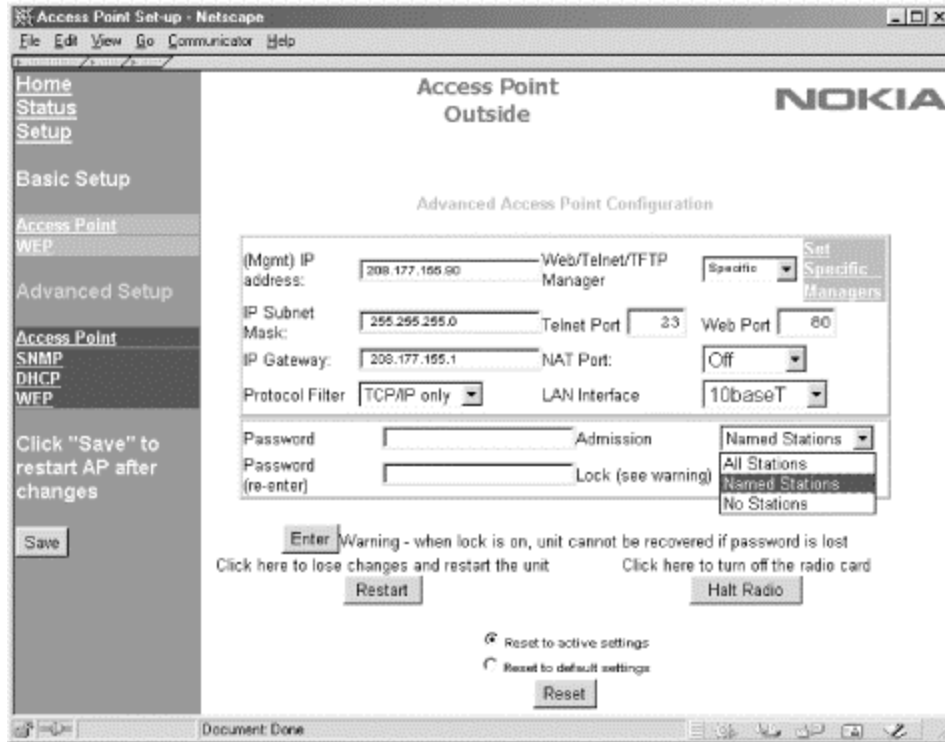 Access Point Set-up - Netscape
File Edit View Go Communicator Help
Home
Status
Setup
Basic Setup
Access Point
WEP
Advanced Setup
Access Point
SNMP
DHCP
WEP
Click "Save" to
restart AP after
changes
Save
Access Point
Outside
NOKIA
Advanced Access Point Configuration
(Mgmt) IP
address:
Web/Telnet/TFTP
Manager
Specific
Set
Specific
Managers
IP Subnet
Mask:
255.255.255.0
Telnet Port 23
Web Port 80
IP Gateway:
208.177.155.1
NAT Port:
Off
Protocol Filter
TCP/IP only
LAN Interface
10baseT
Password
Admission
Named Stations
Password
(re-enter)
Lock (see warning)
All Stations
Named Stations
No Stations
Enter
Warning - when lock is on, unit cannot be recovered if password is lost
Click here to lose changes and restart the unit
Click here to turn off the radio card
Restart
Halt Radio
Reset to active settings
Reset to default settings
Reset
Document: Done